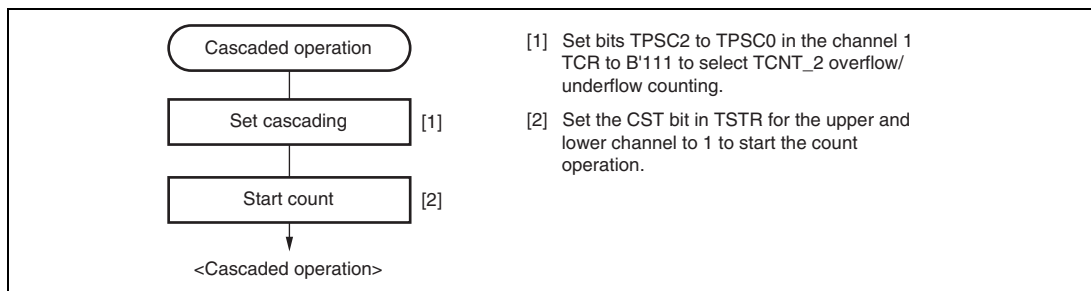 Cascaded operation
Set cascading
[1]
Start count
[2]
<Cascaded operation>
[1] Set bits TPSC2 to TPSC0 in the channel 1
TCR to B'111 to select TCNT_2 overflow/
underflow counting.
[2] Set the CST bit in TSTR for the upper and
lower channel to 1 to start the count
operation.